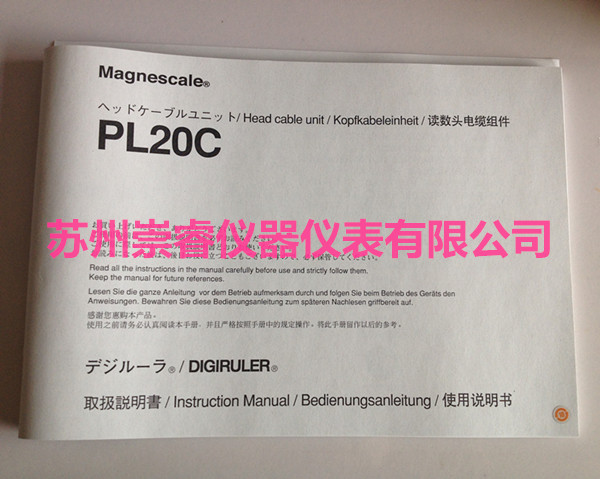 Magnescale®
ヘッドケーブルユニット/ Head cable unit / Kopfkabeleinheit / 读数头电缆组件
PL20C
苏州崇睿仪器仪表有限公司
Read all the instructions in the manual carefully before use and strictly follow them.
Keep the manual for future references.
Lesen Sie die ganze Anleitung vor dem Betrieb aufmerksam durch und folgen Sie beim Betrieb des Geräts den
Anweisungen. Bewahren Sie diese Bedienungsanleitung zum späteren Nachlesen griffbereit auf.
感谢您惠购本产品。
使用之前请务必认真阅读本手册，并且严格按照手册中的规定操作。将此手册留作以后的参考。
デジルーラ® / DIGIRULER®
取扱説明書 / Instruction Manual / Bedienungsanleitung / 使用说明书